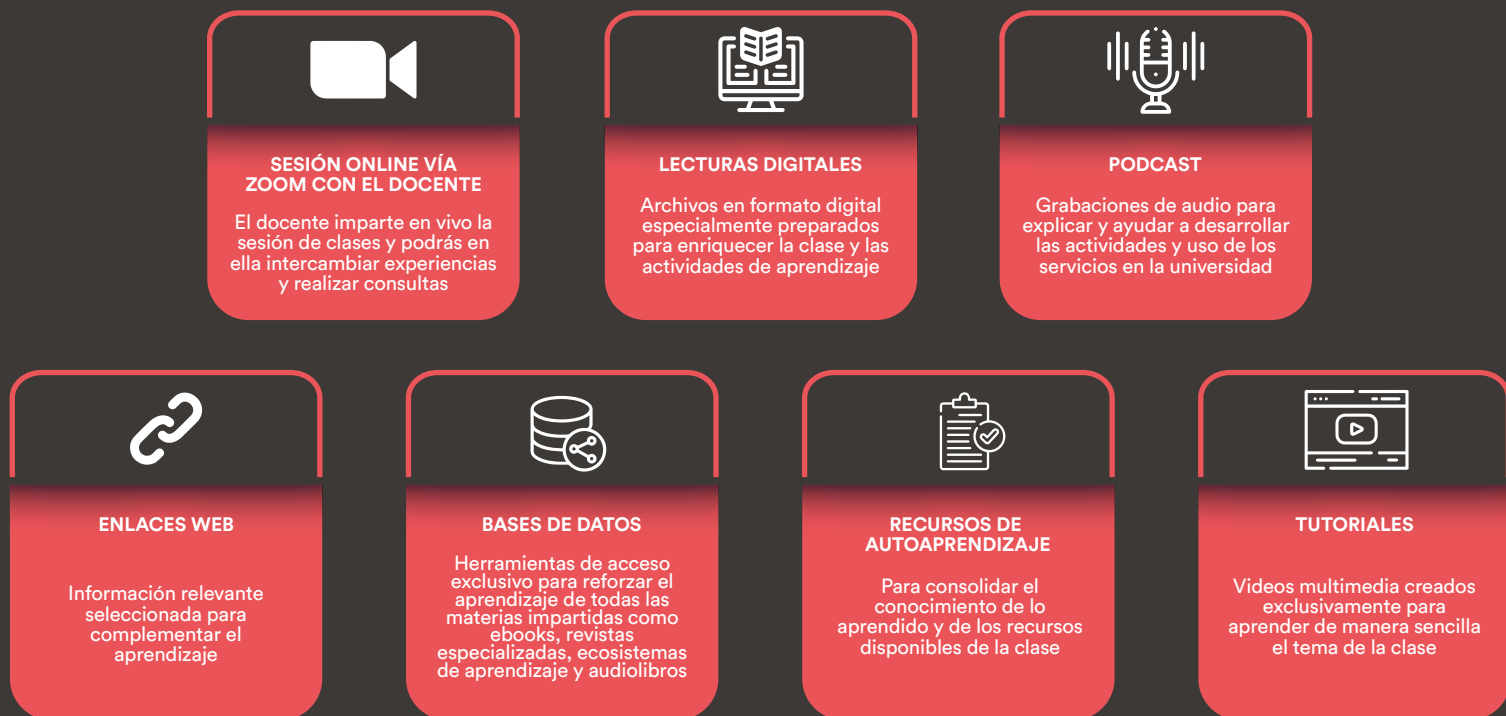 SESIÓN ONLINE VÍA
ZOOM CON EL DOCENTE
El docente imparte en vivo la
sesión de clases y podrás en
ella intercambiar experiencias
y realizar consultas
LECTURAS DIGITALES
Archivos en formato digital
especialmente preparados
para enriquecer la clase y las
actividades de aprendizaje
PODCAST
Grabaciones de audio para
explicar y ayudar a desarrollar
las actividades y uso de los
servicios en la universidad
ENLACES WEB
Información relevante
seleccionada para
complementar el
aprendizaje
BASES DE DATOS
Herramientas de acceso
exclusivo para reforzar el
aprendizaje de todas las
materias impartidas como
ebooks, revistas
especializadas, ecosistemas
de aprendizaje y audiolibros
RECURSOS DE
AUTOAPRENDIZAJE
Para consolidar el
conocimiento de lo
aprendido y de los recursos
disponibles de la clase
TUTORIALES
Videos multimedia creados
exclusivamente para
aprender de manera sencilla
el tema de la clase